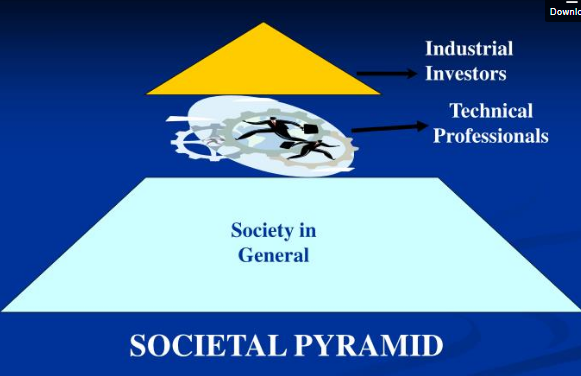 Industrial
Investors
Technical
Professionals
Society in
General
SOCIETAL PYRAMID